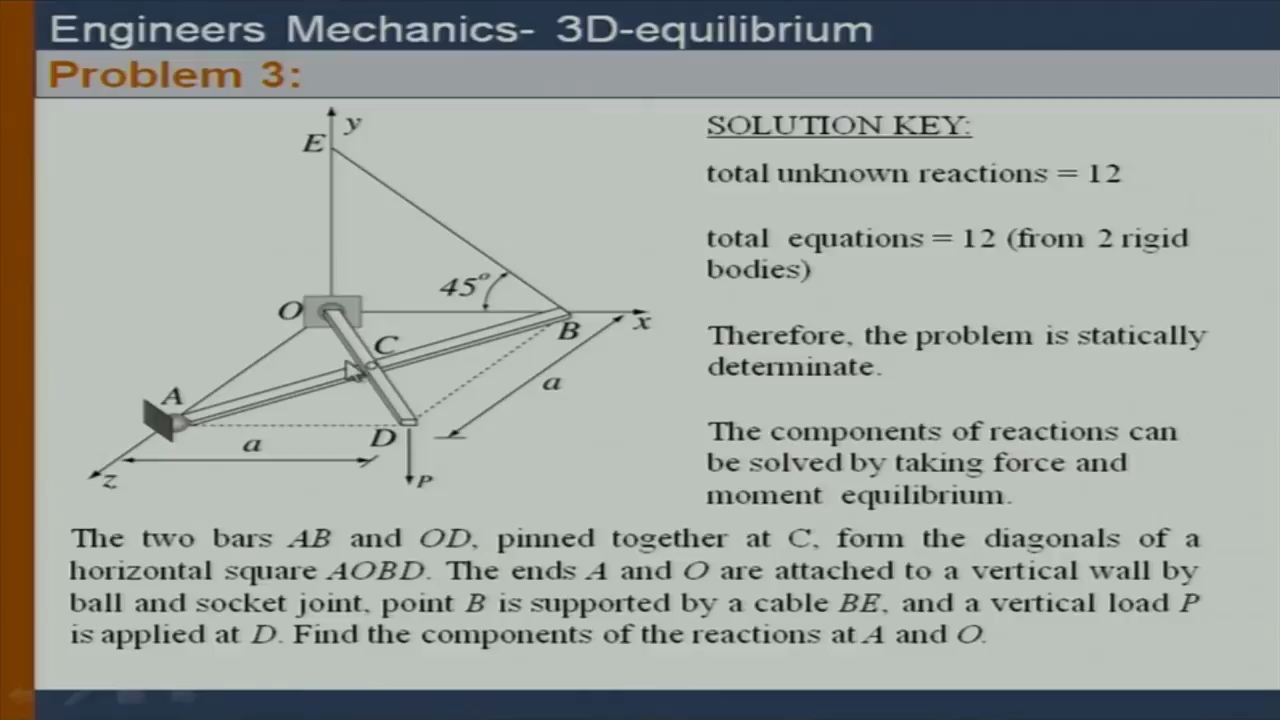 Engineers Mechanics- 3D-equilibrium
Problem 3:
SOLUTION KEY:
total unknown reactions = 12
total equations = 12 (from 2 rigid
bodies)
Therefore, the problem is statically
determinate.
The components of reactions can
be solved by taking force and
moment equilibrium.
y
E
45°
O
C
B
x
A
a
a
D
z
P
The two bars AB and OD, pinned together at C, form the diagonals of a
horizontal square AOBD. The ends A and O are attached to a vertical wall by
ball and socket joint, point B is supported by a cable BE, and a vertical load P
is applied at D. Find the components of the reactions at A and O.